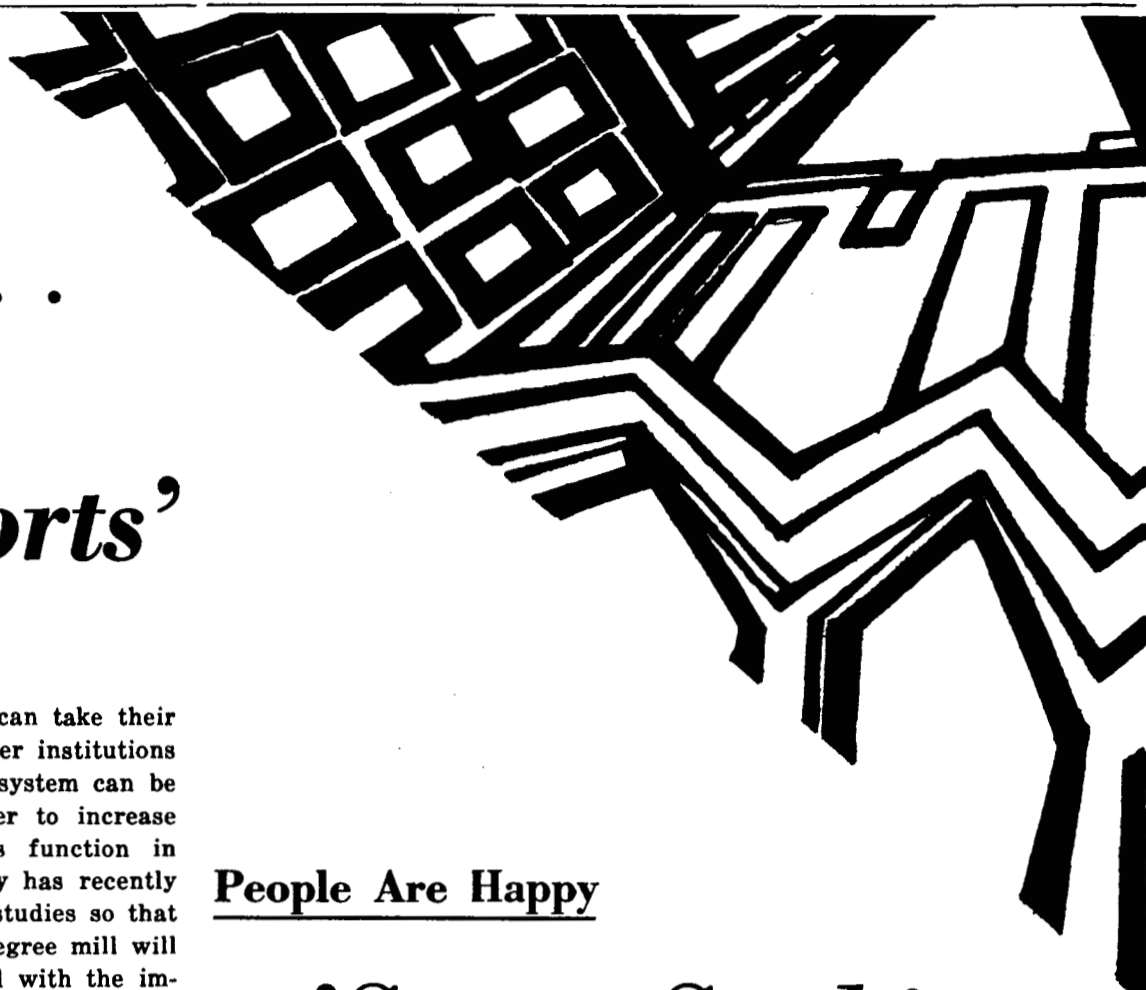 . .
orts’
can take their
er institutions
system can be
er to increase
s function in
y has recently
studies so that
egree mill will
l with the im-
People Are Happy